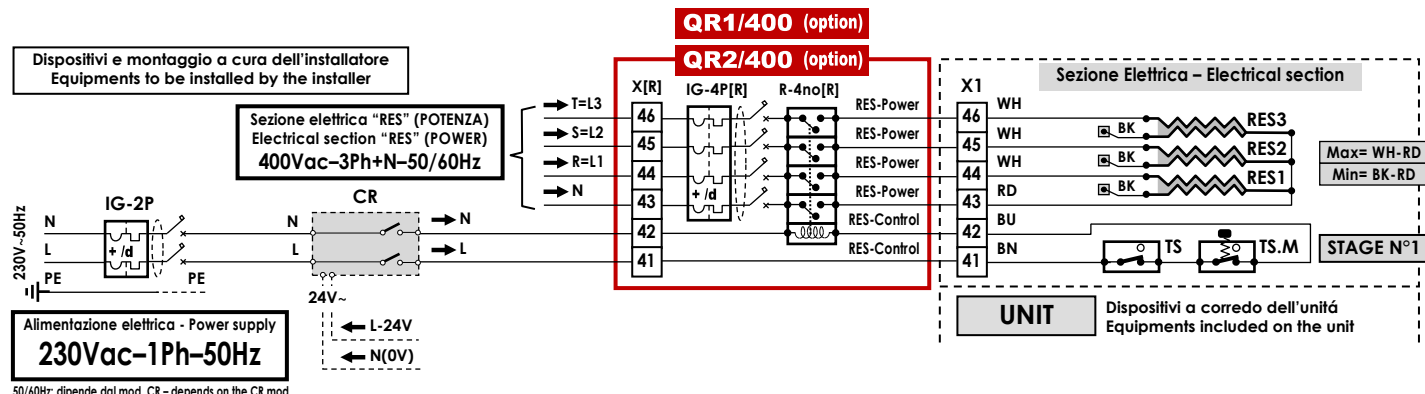 QR1/400 (option)
QR2/400 (option)
Dispositivi e montaggio a cura dell'installatore
Equipments to be installed by the installer
Sezione elettrica "RES" (POTENZA)
Electrical section "RES" (POWER)
400Vac–3Ph+N–50/60Hz
T=L3
S=L2
R=L1
N
X[R]
IG-4P[R]
R-4no[R]
46
45
44
43
42
41
+ /d
RES-Power
RES-Power
RES-Power
RES-Power
RES-Control
RES-Control
Sezione Elettrica – Electrical section
X1
46 WH
45 WH
44 WH
43 RD
42 BU
41 BN
BK
BK
BK
RES3
RES2
RES1
Max= WH-RD
Min= BK-RD
TS
TS.M
STAGE N°1
UNIT
Dispositivi a corredo dell'unitá
Equipments included on the unit
230V~50Hz
IG-2P
N
L
+ /d
PE
PE
CR
N
L
N
L
24V~
L-24V
N(0V)
Alimentazione elettrica - Power supply
230Vac–1Ph–50Hz
50/60Hz: dipende dal mod. CR – depends on the CR mod.